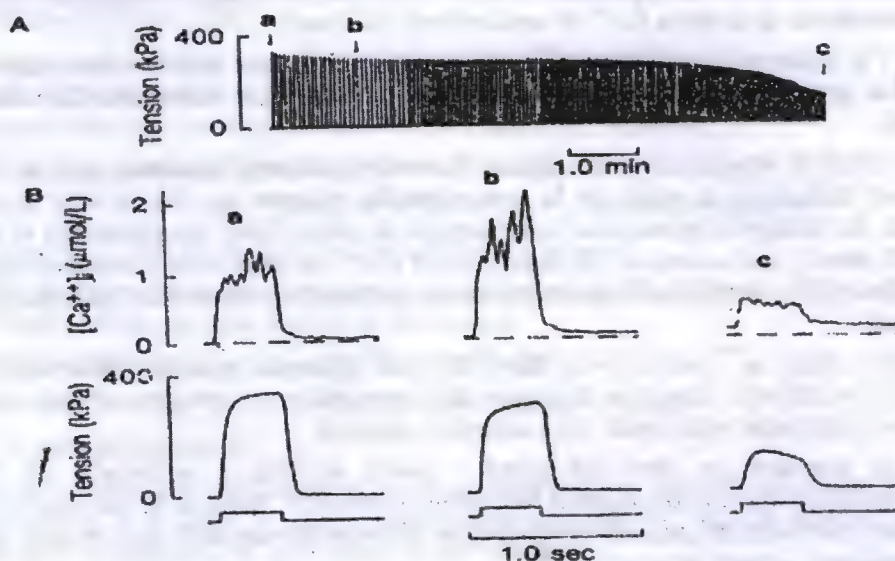 A
a
b
c
400
Tension (kPa)
0
1.0 min
B
a
b
c
2
1
0
[Ca++]i (μmol/L)
400
Tension (kPa)
0
1.0 sec